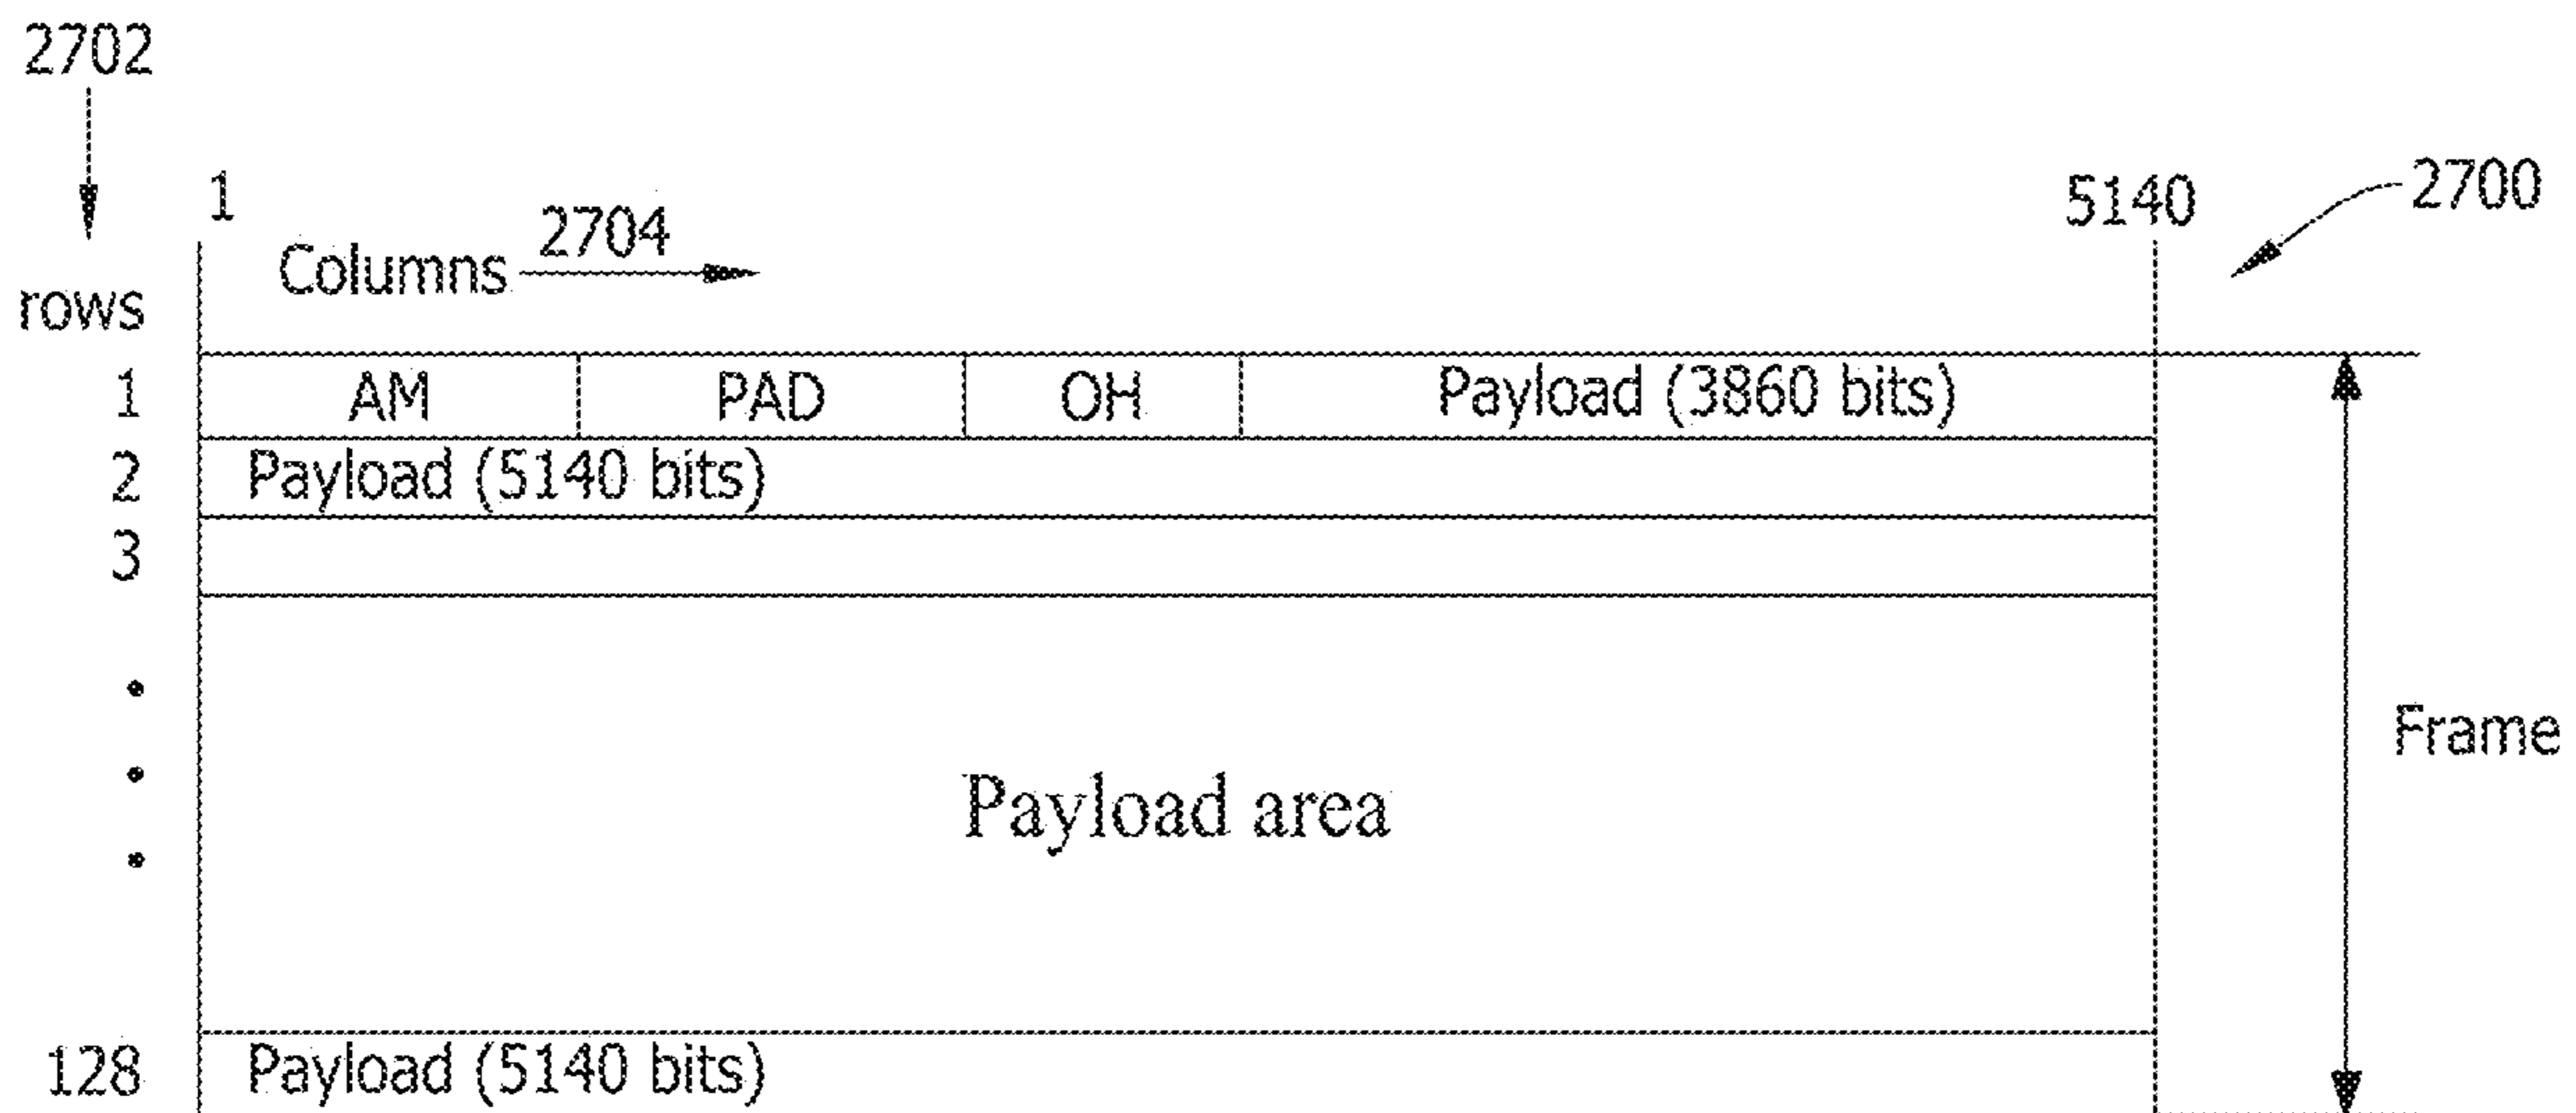 2702
1
5140
2700
Columns 2704
rows
1 AM PAD OH Payload (3860 bits)
2 Payload (5140 bits)
3
Payload area
Frame
128 Payload (5140 bits)